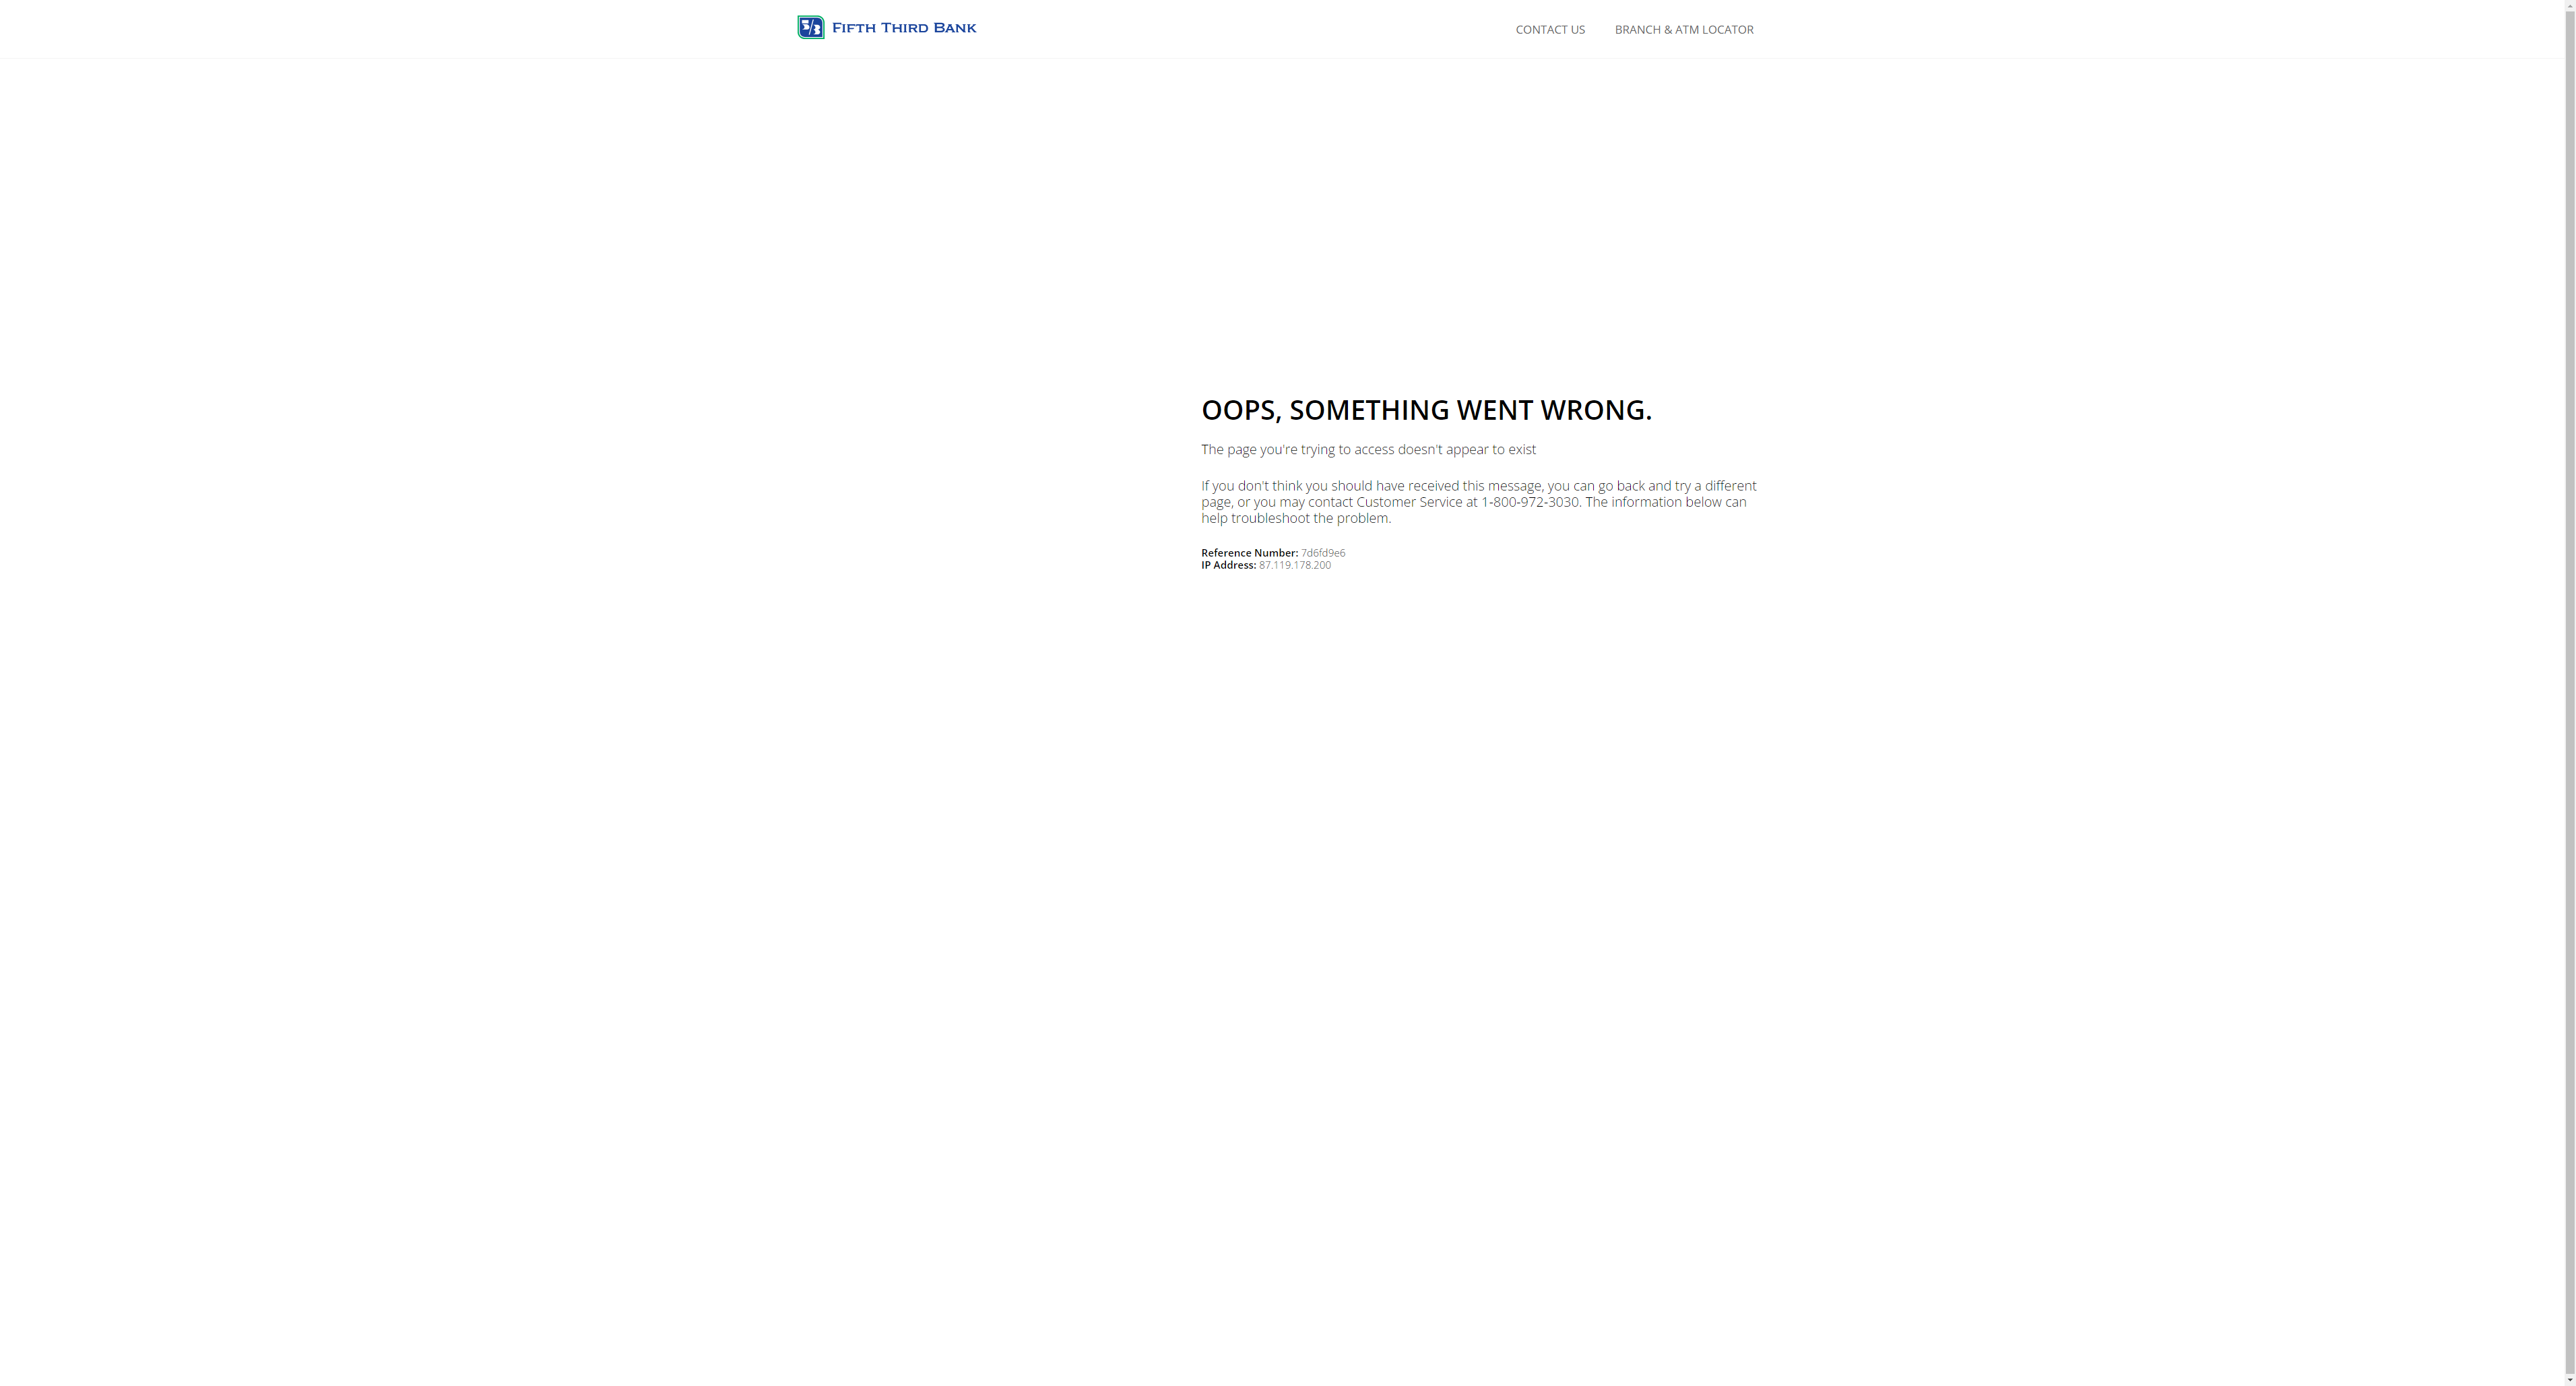 5/3 FIFTH THIRD BANK
CONTACT US
BRANCH & ATM LOCATOR
OOPS, SOMETHING WENT WRONG.
The page you're trying to access doesn't appear to exist
If you don't think you should have received this message, you can go back and try a different
page, or you may contact Customer Service at 1-800-972-3030. The information below can
help troubleshoot the problem.
Reference Number: 7d6fd9e6
IP Address: 87.119.178.200